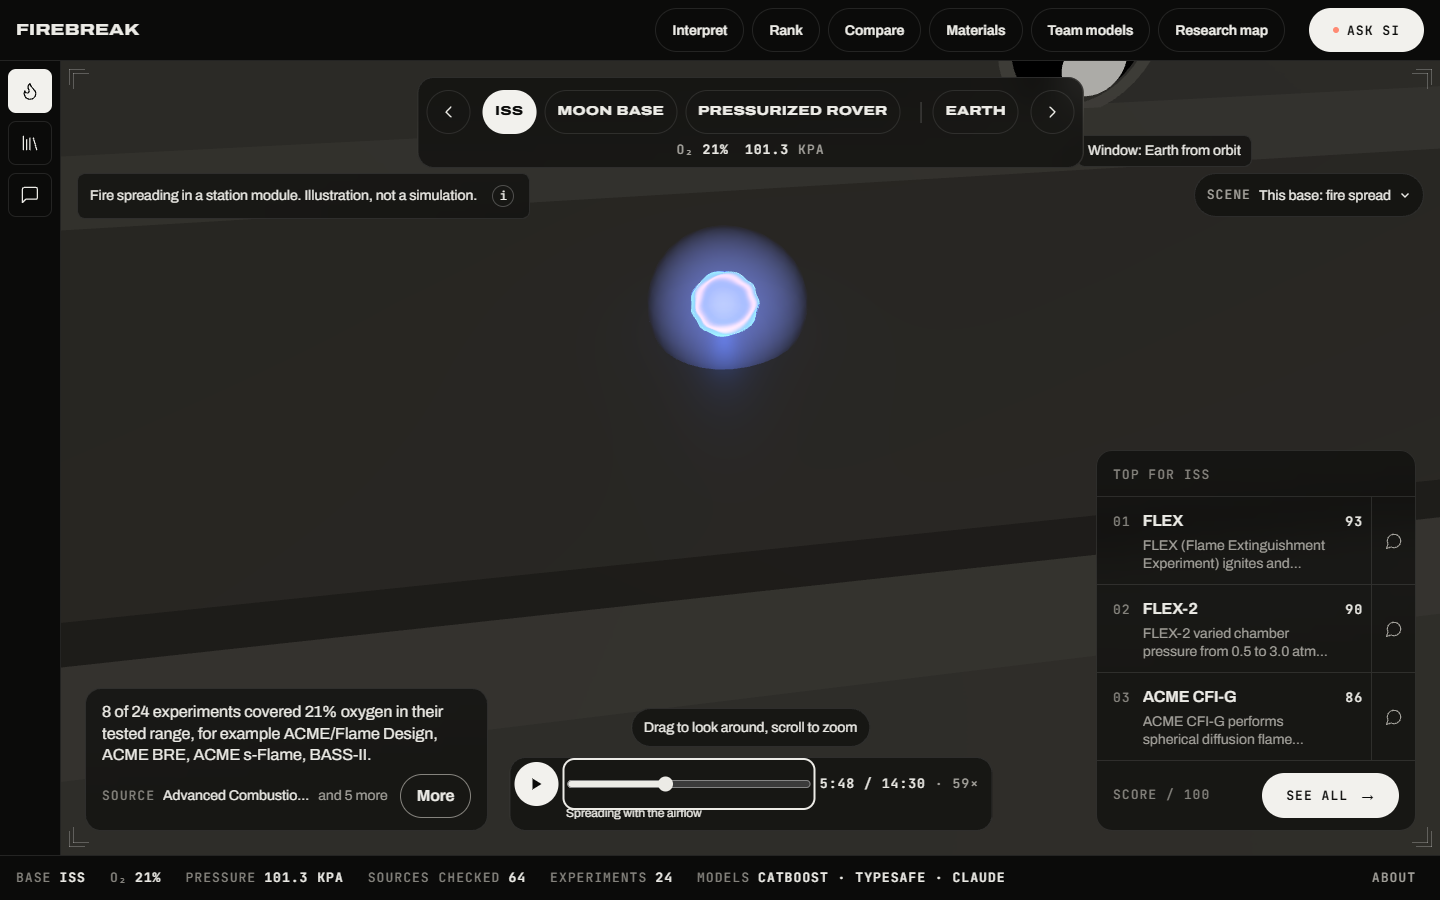 FIREBREAK
Interpret
Rank
Compare
Materials
Team models
Research map
ASK SI
ISS
MOON BASE
PRESSURIZED ROVER
EARTH
O₂ 21% 101.3 KPA
Window: Earth from orbit
Fire spreading in a station module. Illustration, not a simulation.
i
SCENE This base: fire spread
TOP FOR ISS
01 FLEX 93
FLEX (Flame Extinguishment
Experiment) ignites and...
02 FLEX-2 90
FLEX-2 varied chamber
pressure from 0.5 to 3.0 atm...
03 ACME CFI-G 86
ACME CFI-G performs
spherical diffusion flame...
SCORE / 100
SEE ALL →
8 of 24 experiments covered 21% oxygen in their
tested range, for example ACME/Flame Design,
ACME BRE, ACME s-Flame, BASS-II.
SOURCE Advanced Combustio... and 5 more
More
Drag to look around, scroll to zoom
5:48 / 14:30 · 59×
Spreading with the airflow
BASE ISS O₂ 21% PRESSURE 101.3 KPA SOURCES CHECKED 64 EXPERIMENTS 24 MODELS CATBOOST · TYPESAFE · CLAUDE
ABOUT